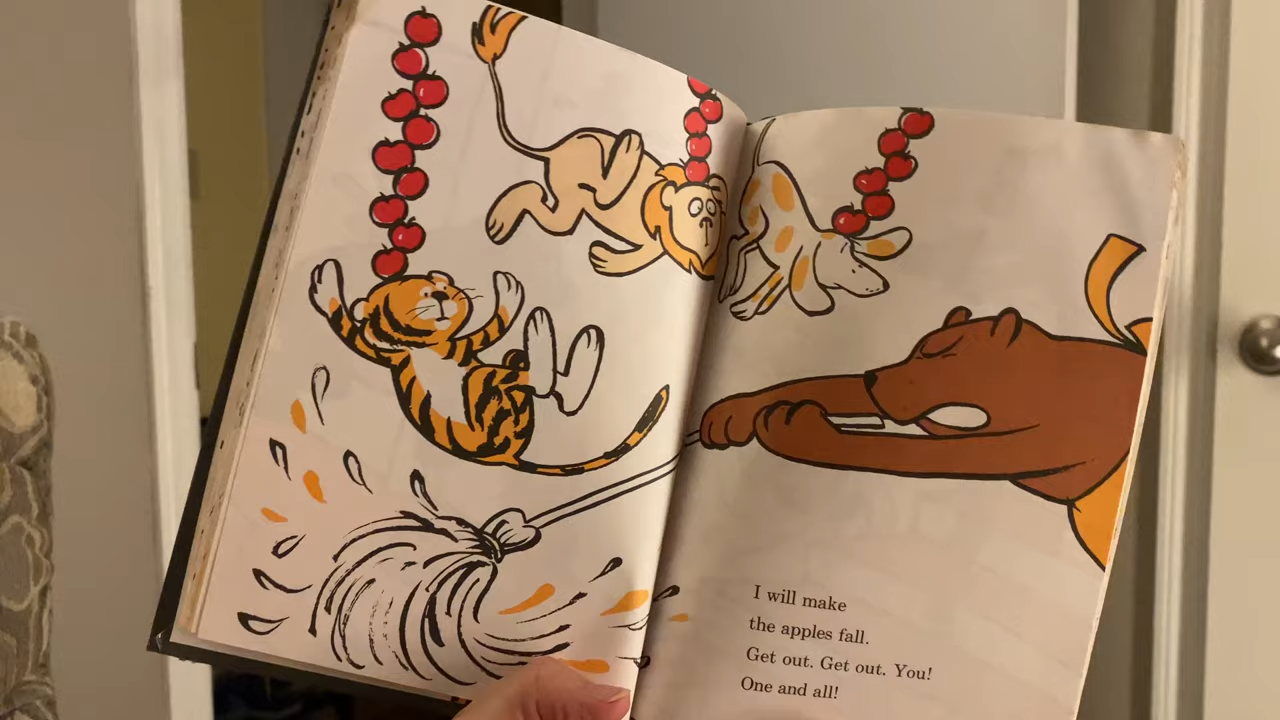 I will make
the apples fall.
Get out. Get out. You!
One and all!